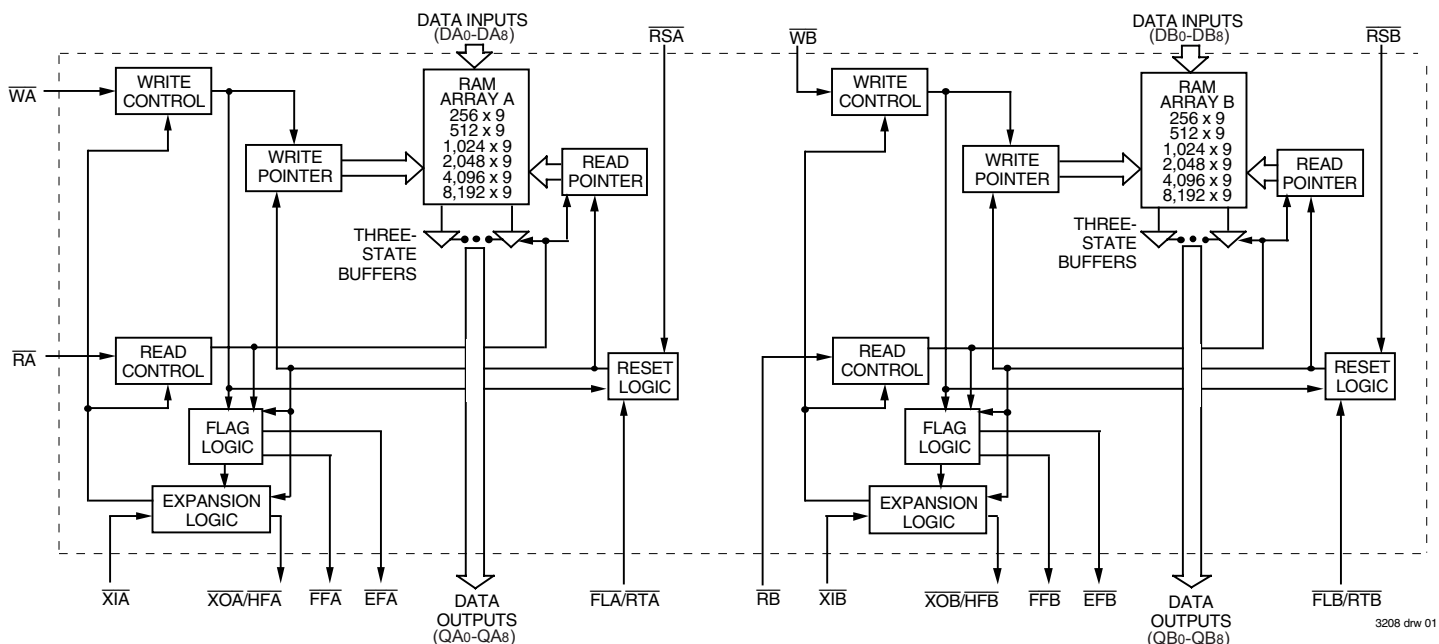 DATA INPUTS
(DA0-DA8)
RSA
WA
WRITE
CONTROL
RAM
ARRAY A
256 x 9
512 x 9
1,024 x 9
2,048 x 9
4,096 x 9
8,192 x 9
WRITE
POINTER
READ
POINTER
THREE-
STATE
BUFFERS
RA
READ
CONTROL
RESET
LOGIC
FLAG
LOGIC
EXPANSION
LOGIC
XIA
XOA/HFA
FFA
EFA
DATA
OUTPUTS
(QA0-QA8)
FLA/RTA
WB
DATA INPUTS
(DB0-DB8)
RSB
WRITE
CONTROL
RAM
ARRAY B
256 x 9
512 x 9
1,024 x 9
2,048 x 9
4,096 x 9
8,192 x 9
WRITE
POINTER
READ
POINTER
THREE-
STATE
BUFFERS
READ
CONTROL
RESET
LOGIC
FLAG
LOGIC
EXPANSION
LOGIC
RB
XIB
XOB/HFB
FFB
EFB
DATA
OUTPUTS
(QB0-QB8)
FLB/RTB
3208 drw 01